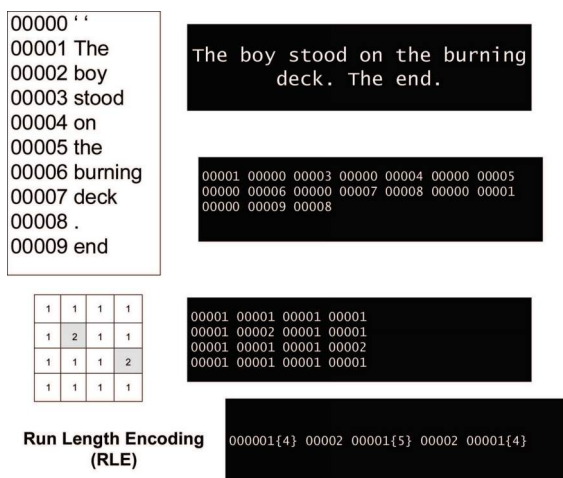 00000 ‘ ‘
00001 The
00002 boy
00003 stood
00004 on
00005 the
00006 burning
00007 deck
00008 .
00009 end
The boy stood on the burning
deck. The end.
00001 00000 00003 00000 00004 00000 00005
00000 00006 00000 00007 00008 00000 00001
00000 00009 00008
1 1 1 1
1 2 1 1
1 1 1 2
1 1 1 1
00001 00001 00001 00001
00001 00002 00001 00001
00001 00001 00001 00002
00001 00001 00001 00001
Run Length Encoding
(RLE)
000001{4} 00002 00001{5} 00002 00001{4}